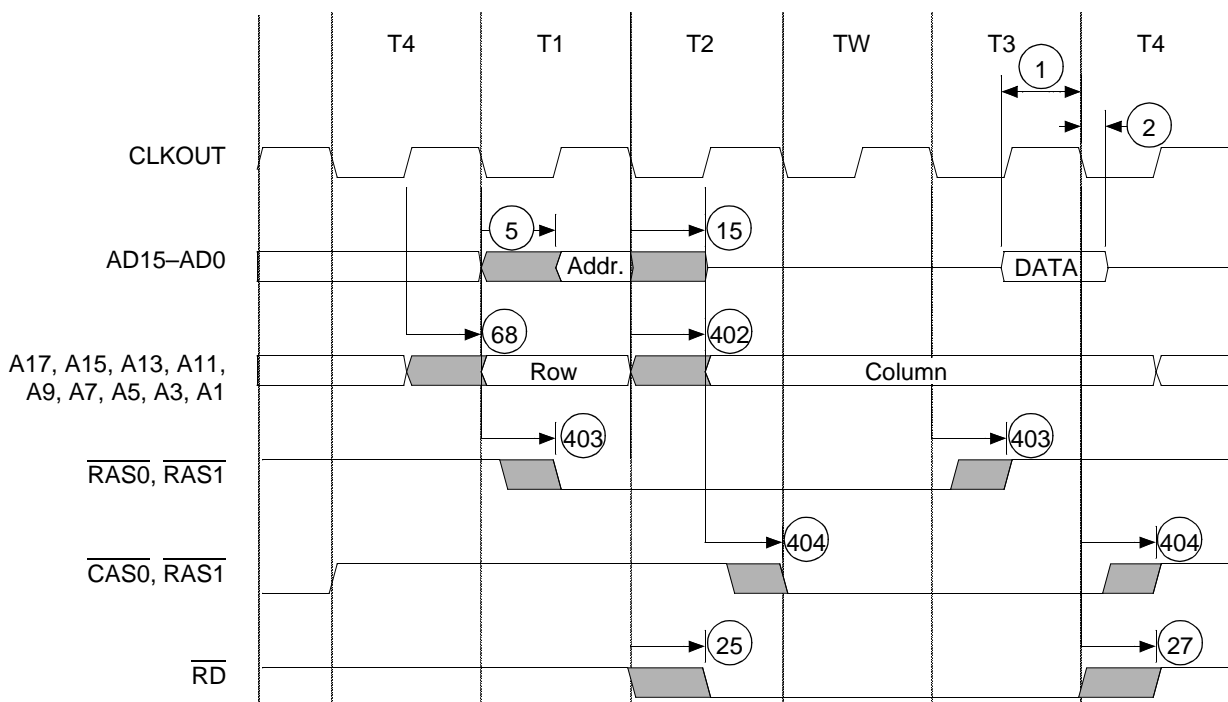 T4 T1 T2 TW T3 T4
1
2
CLKOUT
5 15
AD15–AD0 Addr. DATA
68 402
A17, A15, A13, A11,
A9, A7, A5, A3, A1
Row Column
403 403
RAS0, RAS1
404 404
CAS0, RAS1
25 27
RD